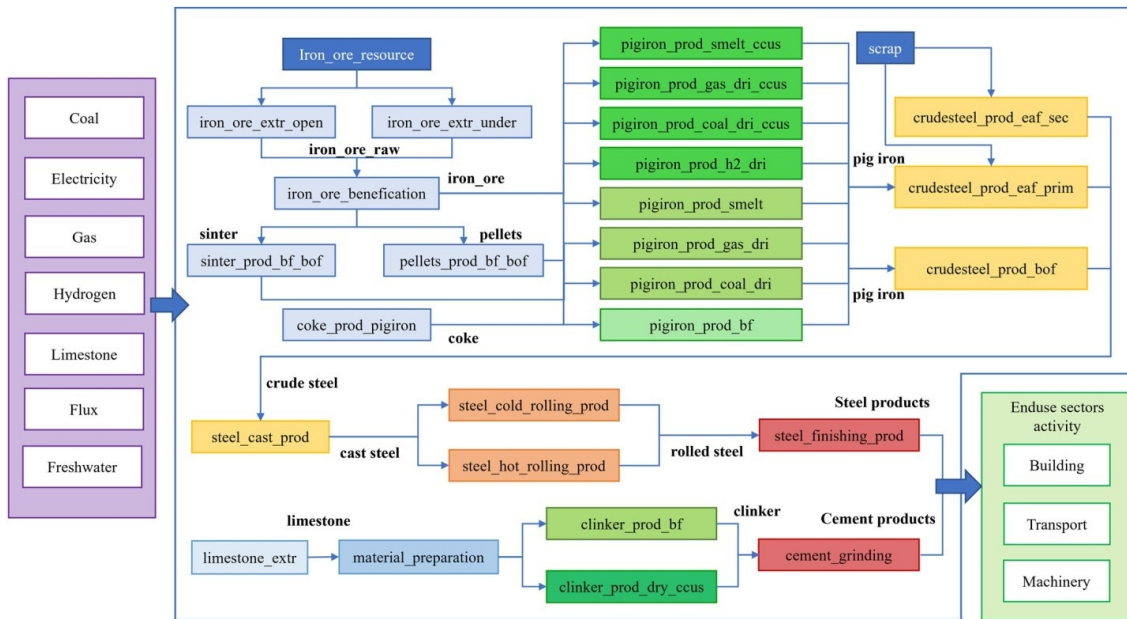 Coal
Electricity
Gas
Hydrogen
Limestone
Flux
Freshwater
Iron_ore_resource
iron_ore_extr_open
iron_ore_extr_under
iron_ore_raw
iron_ore_benefication
iron_ore
sinter
pellets
sinter_prod_bf_bof
pellets_prod_bf_bof
coke_prod_pigiron
coke
pigiron_prod_smelt_ccus
pigiron_prod_gas_dri_ccus
pigiron_prod_coal_dri_ccus
pigiron_prod_h2_dri
pigiron_prod_smelt
pigiron_prod_gas_dri
pigiron_prod_coal_dri
pigiron_prod_bf
scrap
crudesteel_prod_eaf_sec
pig iron
crudesteel_prod_eaf_prim
crudesteel_prod_bof
pig iron
crude steel
steel_cast_prod
cast steel
steel_cold_rolling_prod
steel_hot_rolling_prod
rolled steel
Steel products
steel_finishing_prod
limestone
limestone_extr
material_preparation
clinker_prod_bf
clinker_prod_dry_ccus
clinker
Cement products
cement_grinding
Enduse sectors
activity
Building
Transport
Machinery